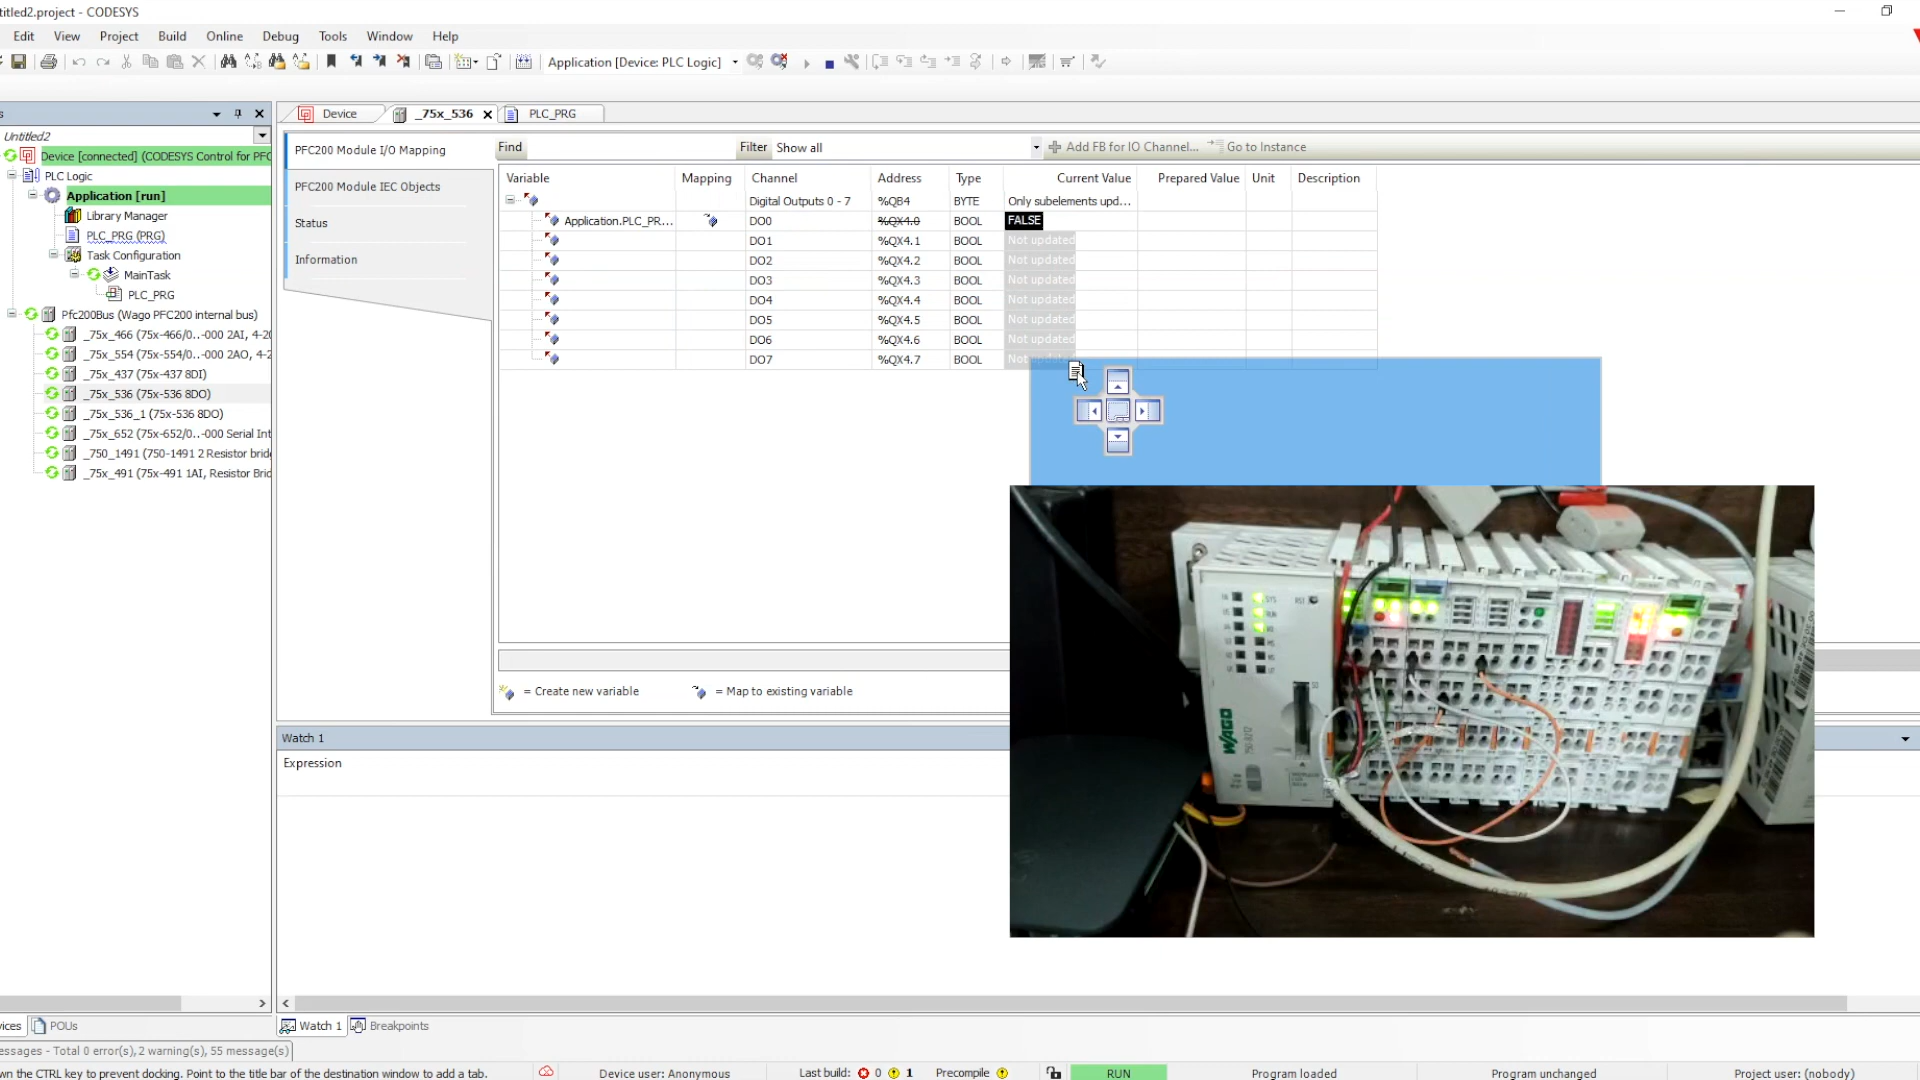 titled2.project - CODESYS
Edit View Project Build Online Debug Tools Window Help
Application [Device: PLC Logic]
Untitled2
Device [connected] (CODESYS Control for PFC
PLC Logic
Application [run]
Library Manager
PLC_PRG (PRG)
Task Configuration
MainTask
PLC_PRG
Pfc200Bus (Wago PFC200 internal bus)
_75x_466 (75x-466/0..-000 2AI, 4-20
_75x_554 (75x-554/0..-000 2AO, 4-2
_75x_437 (75x-437 8DI)
_75x_536 (75x-536 8DO)
_75x_536_1 (75x-536 8DO)
_75x_652 (75x-652/0..-000 Serial Int
_750_1491 (750-1491 2 Resistor bridg
_75x_491 (75x-491 1AI, Resistor Brid
vices POUs
Device _75x_536 PLC_PRG
PFC200 Module I/O Mapping
PFC200 Module IEC Objects
Status
Information
Find Filter Show all Add FB for IO Channel... Go to Instance
Variable Mapping Channel Address Type Current Value Prepared Value Unit Description
Digital Outputs 0 - 7 %QB4 BYTE Only subelements upd...
Application.PLC_PR... DO0 %QX4.0 BOOL FALSE
DO1 %QX4.1 BOOL Not updated
DO2 %QX4.2 BOOL Not updated
DO3 %QX4.3 BOOL Not updated
DO4 %QX4.4 BOOL Not updated
DO5 %QX4.5 BOOL Not updated
DO6 %QX4.6 BOOL Not updated
DO7 %QX4.7 BOOL Not updated
= Create new variable = Map to existing variable
SYS
RUN
WAGO
Watch 1
Expression
Watch 1 Breakpoints
essages - Total 0 error(s), 2 warning(s), 55 message(s)
wn the CTRL key to prevent docking. Point to the title bar of the destination window to add a tab. Device user: Anonymous Last build: 0 1 Precompile RUN Program loaded Program unchanged Project user: (nobody)